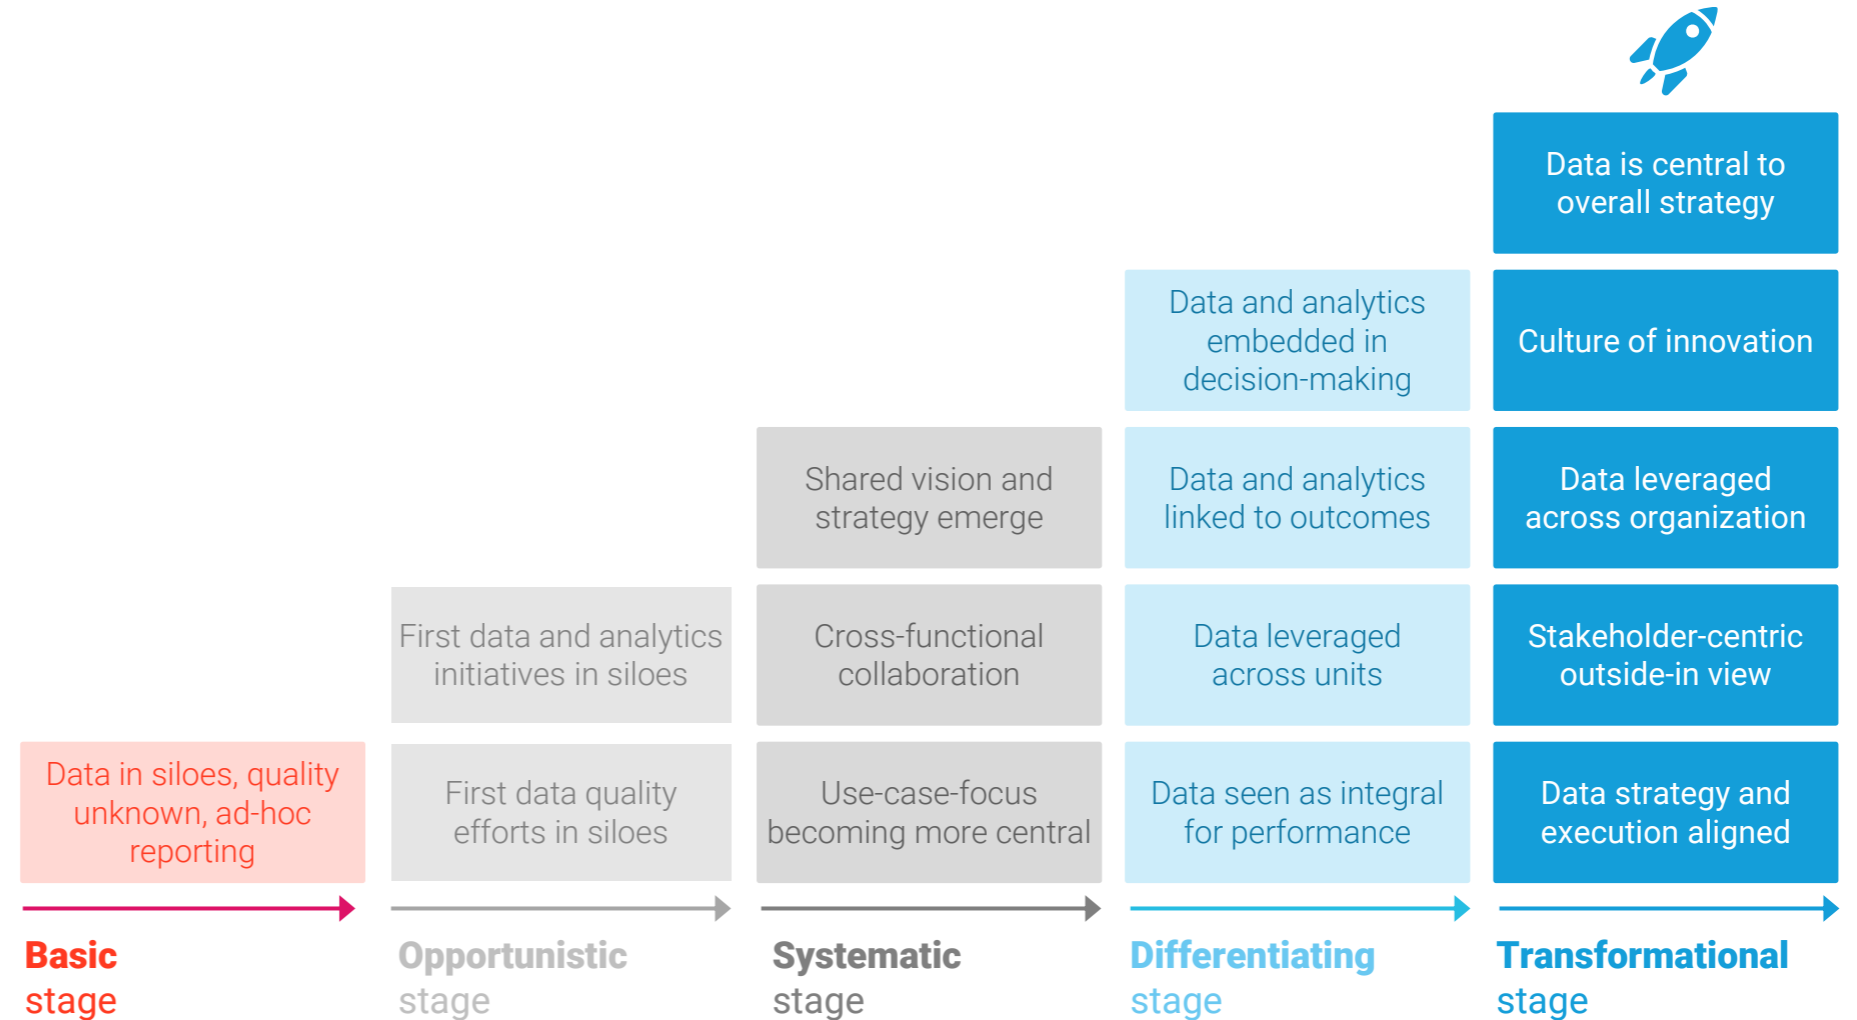 Data is central to
overall strategy
Data and analytics
embedded in
decision-making
Culture of innovation
Shared vision and
strategy emerge
Data and analytics
linked to outcomes
Data leveraged
across organization
First data and analytics
initiatives in siloes
Cross-functional
collaboration
Data leveraged
across units
Stakeholder-centric
outside-in view
Data in siloes, quality
unknown, ad-hoc
reporting
First data quality
efforts in siloes
Use-case-focus
becoming more central
Data seen as integral
for performance
Data strategy and
execution aligned
Basic
stage
Opportunistic
stage
Systematic
stage
Differentiating
stage
Transformational
stage